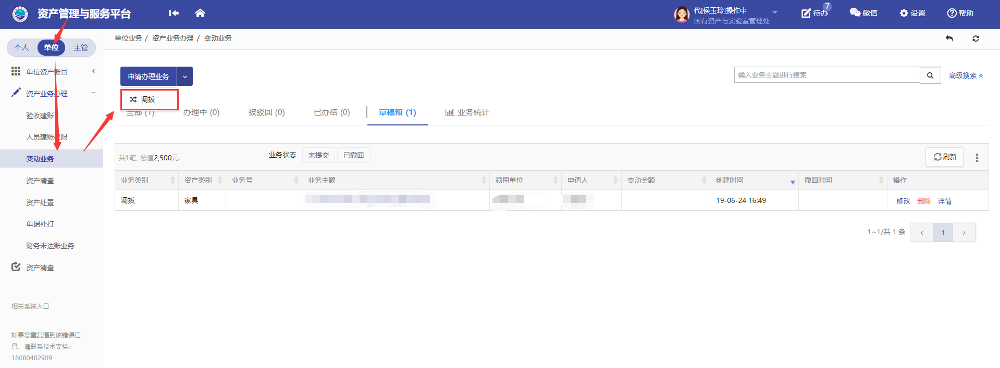 资产管理与服务平台
代[侯玉玲]操作中
国有资产与实验室管理处
待办
7
微信
设置
帮助
个人
单位
主管
单位业务 / 资产业务办理 / 变动业务
单位资产账目
资产业务办理
验收建账
人员建账权限
变动业务
资产清查
资产处置
单据补打
财务未达账业务
资产清查
相关系统入口
如果您重复遇到该错误信
息，请联系技术支持：
18080482909
申请办理业务
调拨
输入业务主题进行搜索
高级搜索
全部 (1)
办理中 (0)
被驳回 (0)
已办结 (0)
草稿箱 (1)
业务统计
共1笔, 总值2,500元.
业务状态
未提交
已撤回
刷新
业务类别
资产类别
业务号
业务主题
领用单位
申请人
变动金额
创建时间
撤回时间
操作
调拨
家具
19-06-24 16:49
修改
删除
详情
1~1/共 1 条
‹
1
›